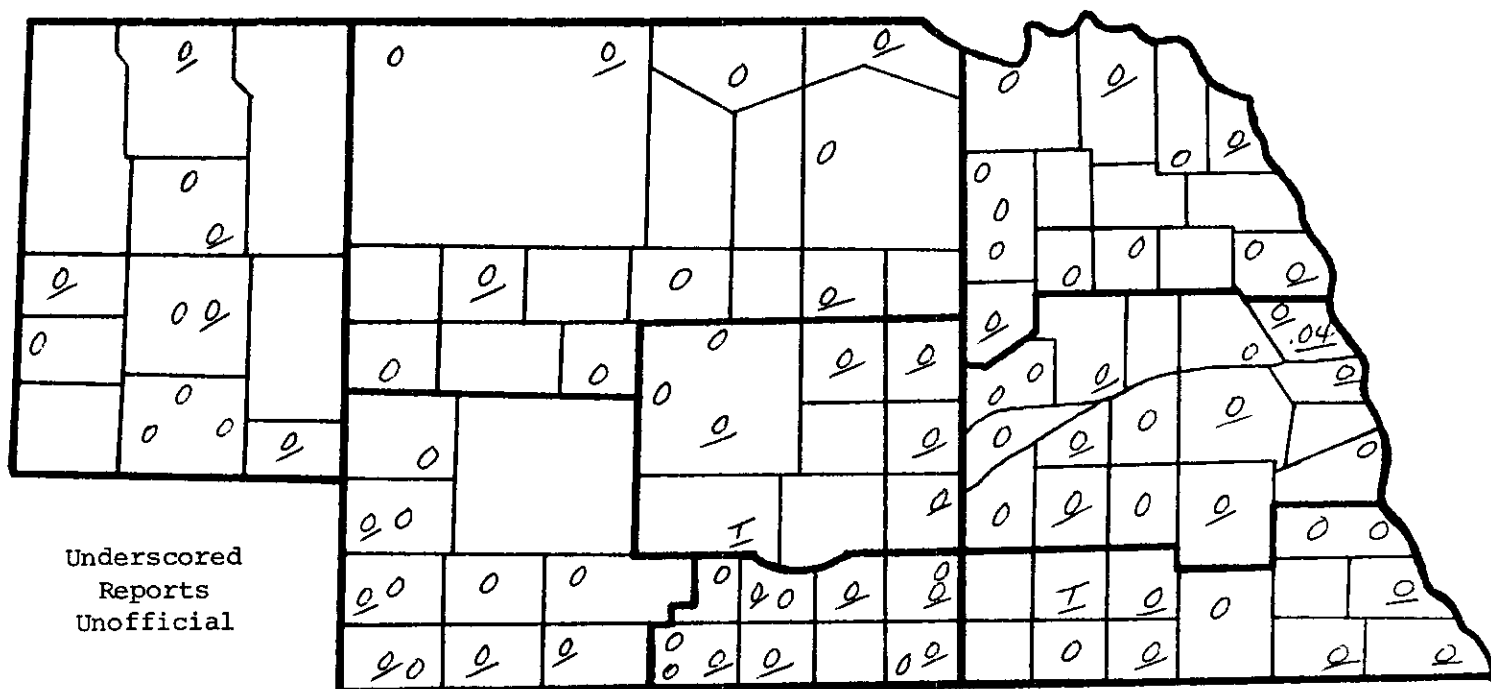 0 0 0 0 0 0 0
0 0 0
0 0
0 0
0 0 0
0 0 0 0 0
0 0 0 0 0
0 0 0 0 0 .04
0 0 0 0 0
0 0 0 0
0 0 0 0 0 0 0
0 0 0
0 0 0 0 0 0 0
T 0 0
Underscored
Reports
Unofficial
0 0 0 0 0 0 0 0 0
0 T 0 0 0
0 0 0 0 0 0 0 0 0 0
0 0 0 0 0